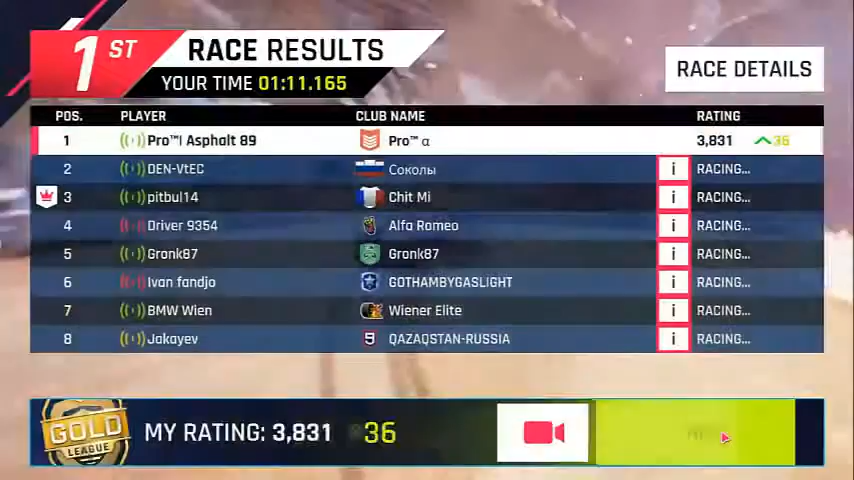 1ST
RACE RESULTS
YOUR TIME 01:11.165
RACE DETAILS
POS. PLAYER CLUB NAME RATING
1 Pro™| Asphalt 89 Pro™ α 3,831 36
2 DEN-VtEC Соколы i RACING...
3 pitbul14 Chit Mi i RACING...
4 Driver 9354 Alfa Romeo i RACING...
5 Gronk87 Gronk87 i RACING...
6 Ivan fandjo GOTHAMBYGASLIGHT i RACING...
7 BMW Wien Wiener Elite i RACING...
8 Jakayev 9 QAZAQSTAN-RUSSIA i RACING...
GOLD
LEAGUE
MY RATING: 3,831 36